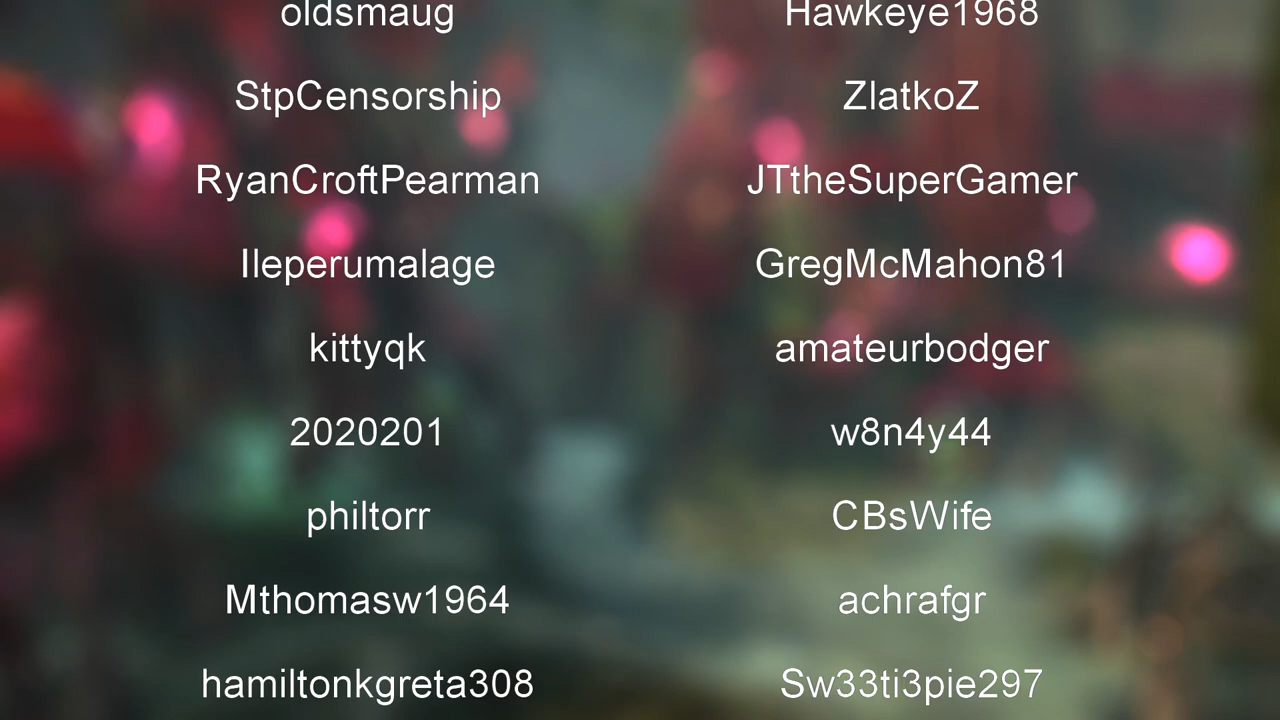 oldsmaug Hawkeye1968
StpCensorship ZlatkoZ
RyanCroftPearman JTtheSuperGamer
Ileperumalage GregMcMahon81
kittyqk amateurbodger
2020201 w8n4y44
philtorr CBsWife
Mthomasw1964 achrafgr
hamiltonkgreta308 Sw33ti3pie297